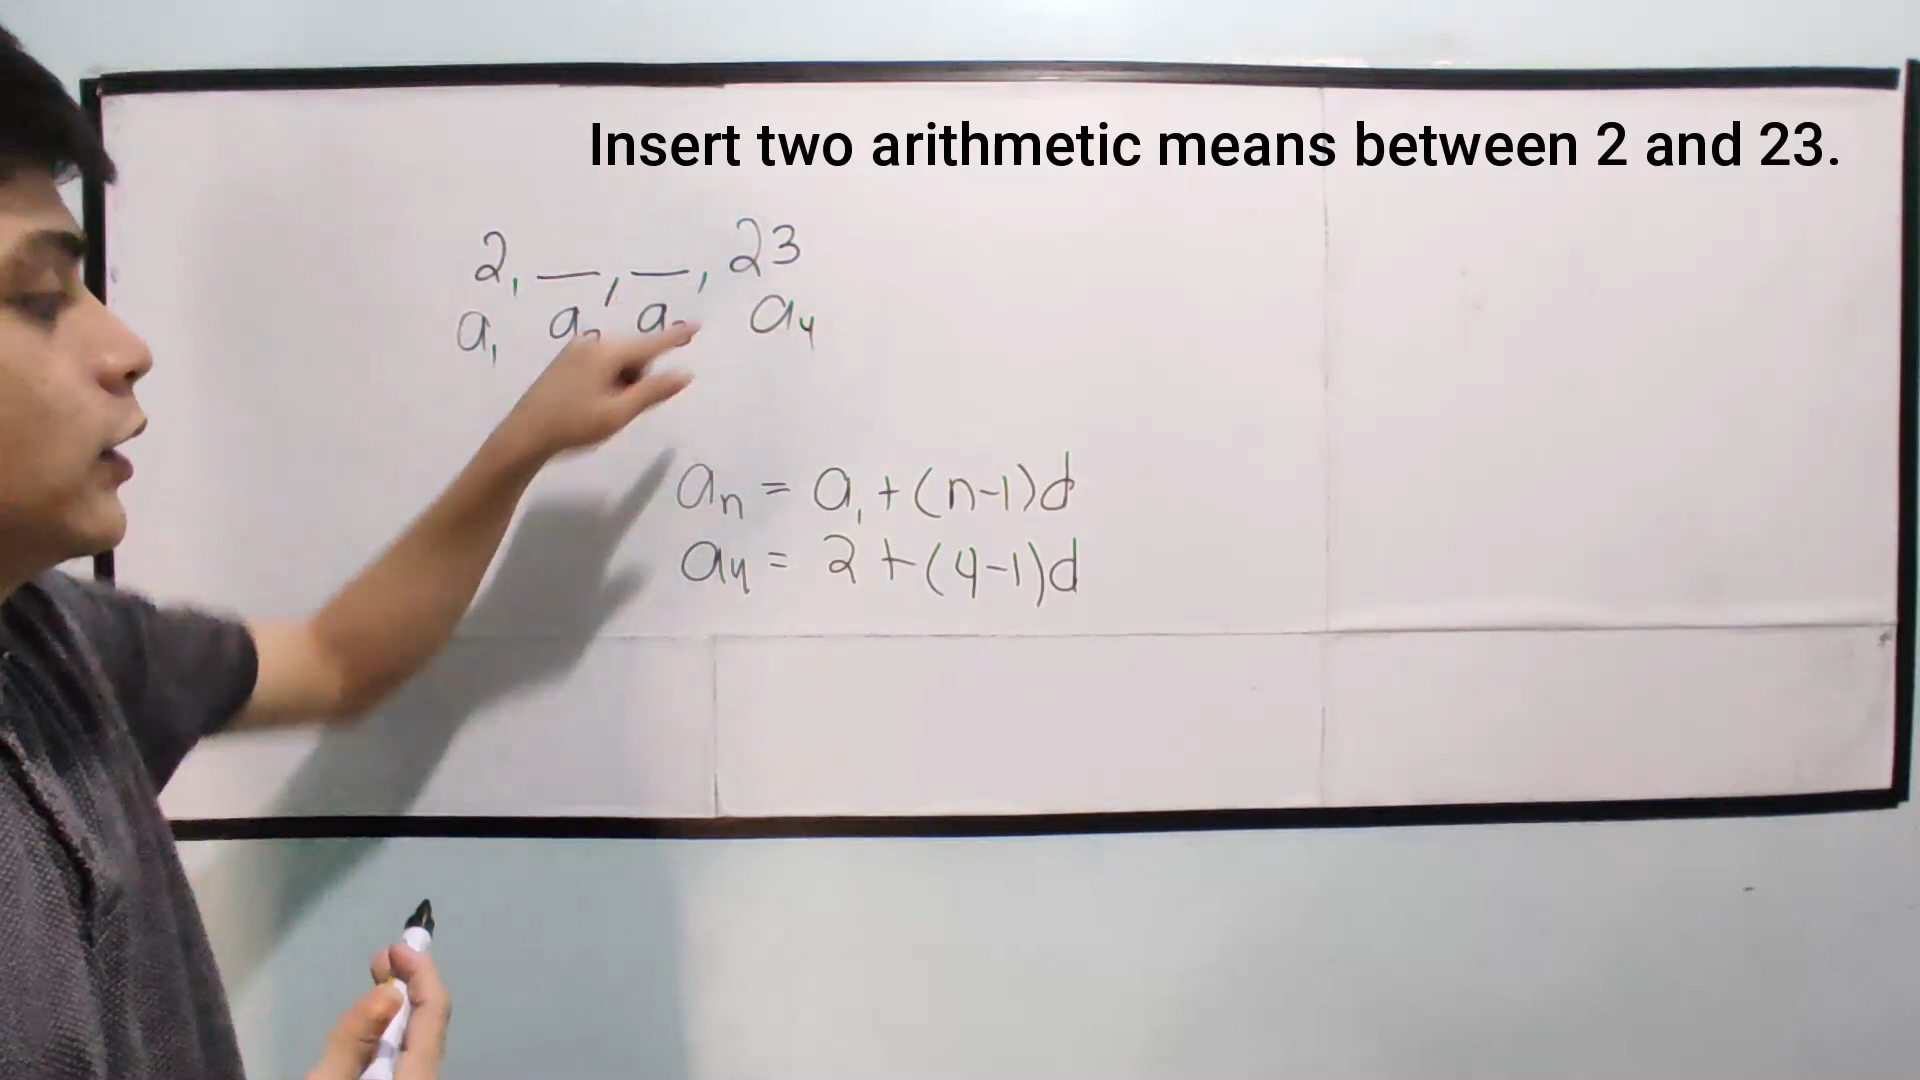 Insert two arithmetic means between 2 and 23.
2, __, __, 23
a₁ a a a₄
aₙ = a₁ + (n-1)d
a₄ = 2 + (4-1)d